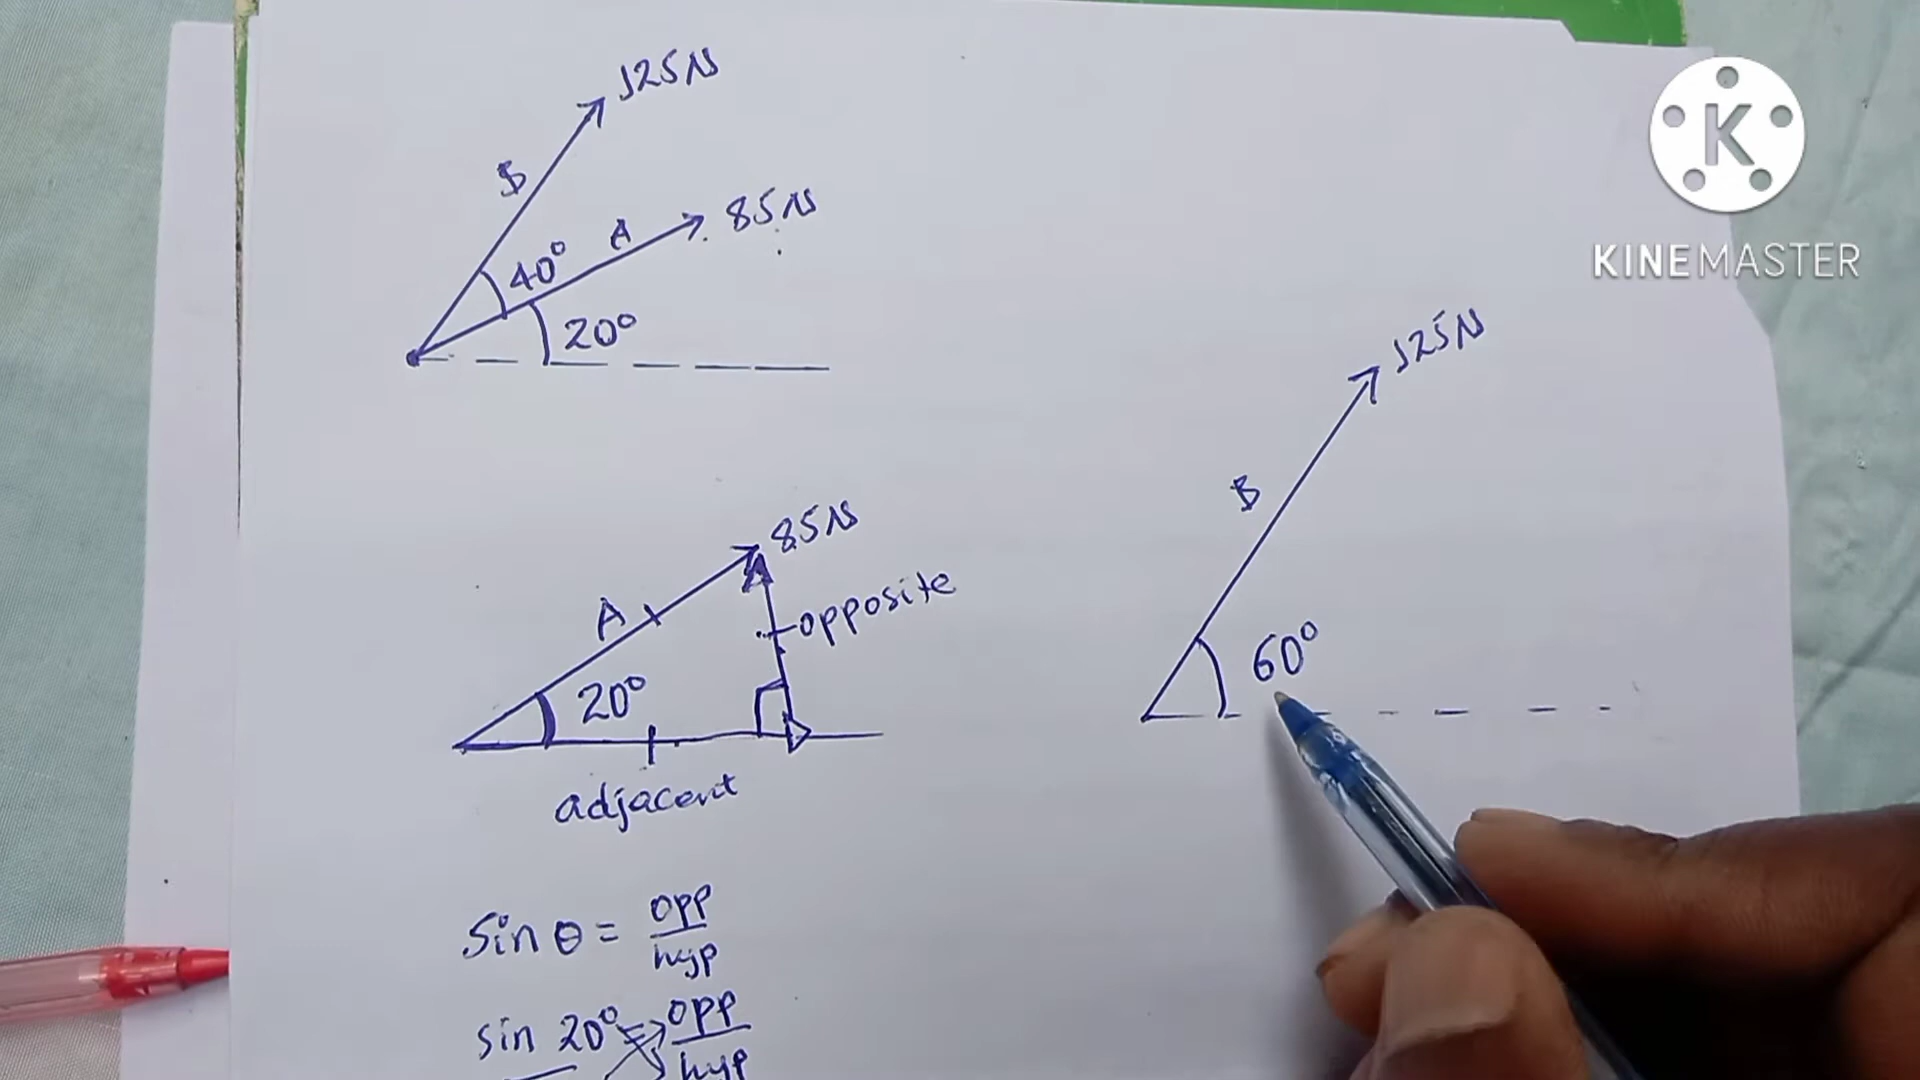 125N
B
A
85N
40°
20°
KINEMASTER
125N
B
60°
85N
A
opposite
20°
adjacent
Sin θ = opp
hyp
sin 20° = opp
hyp